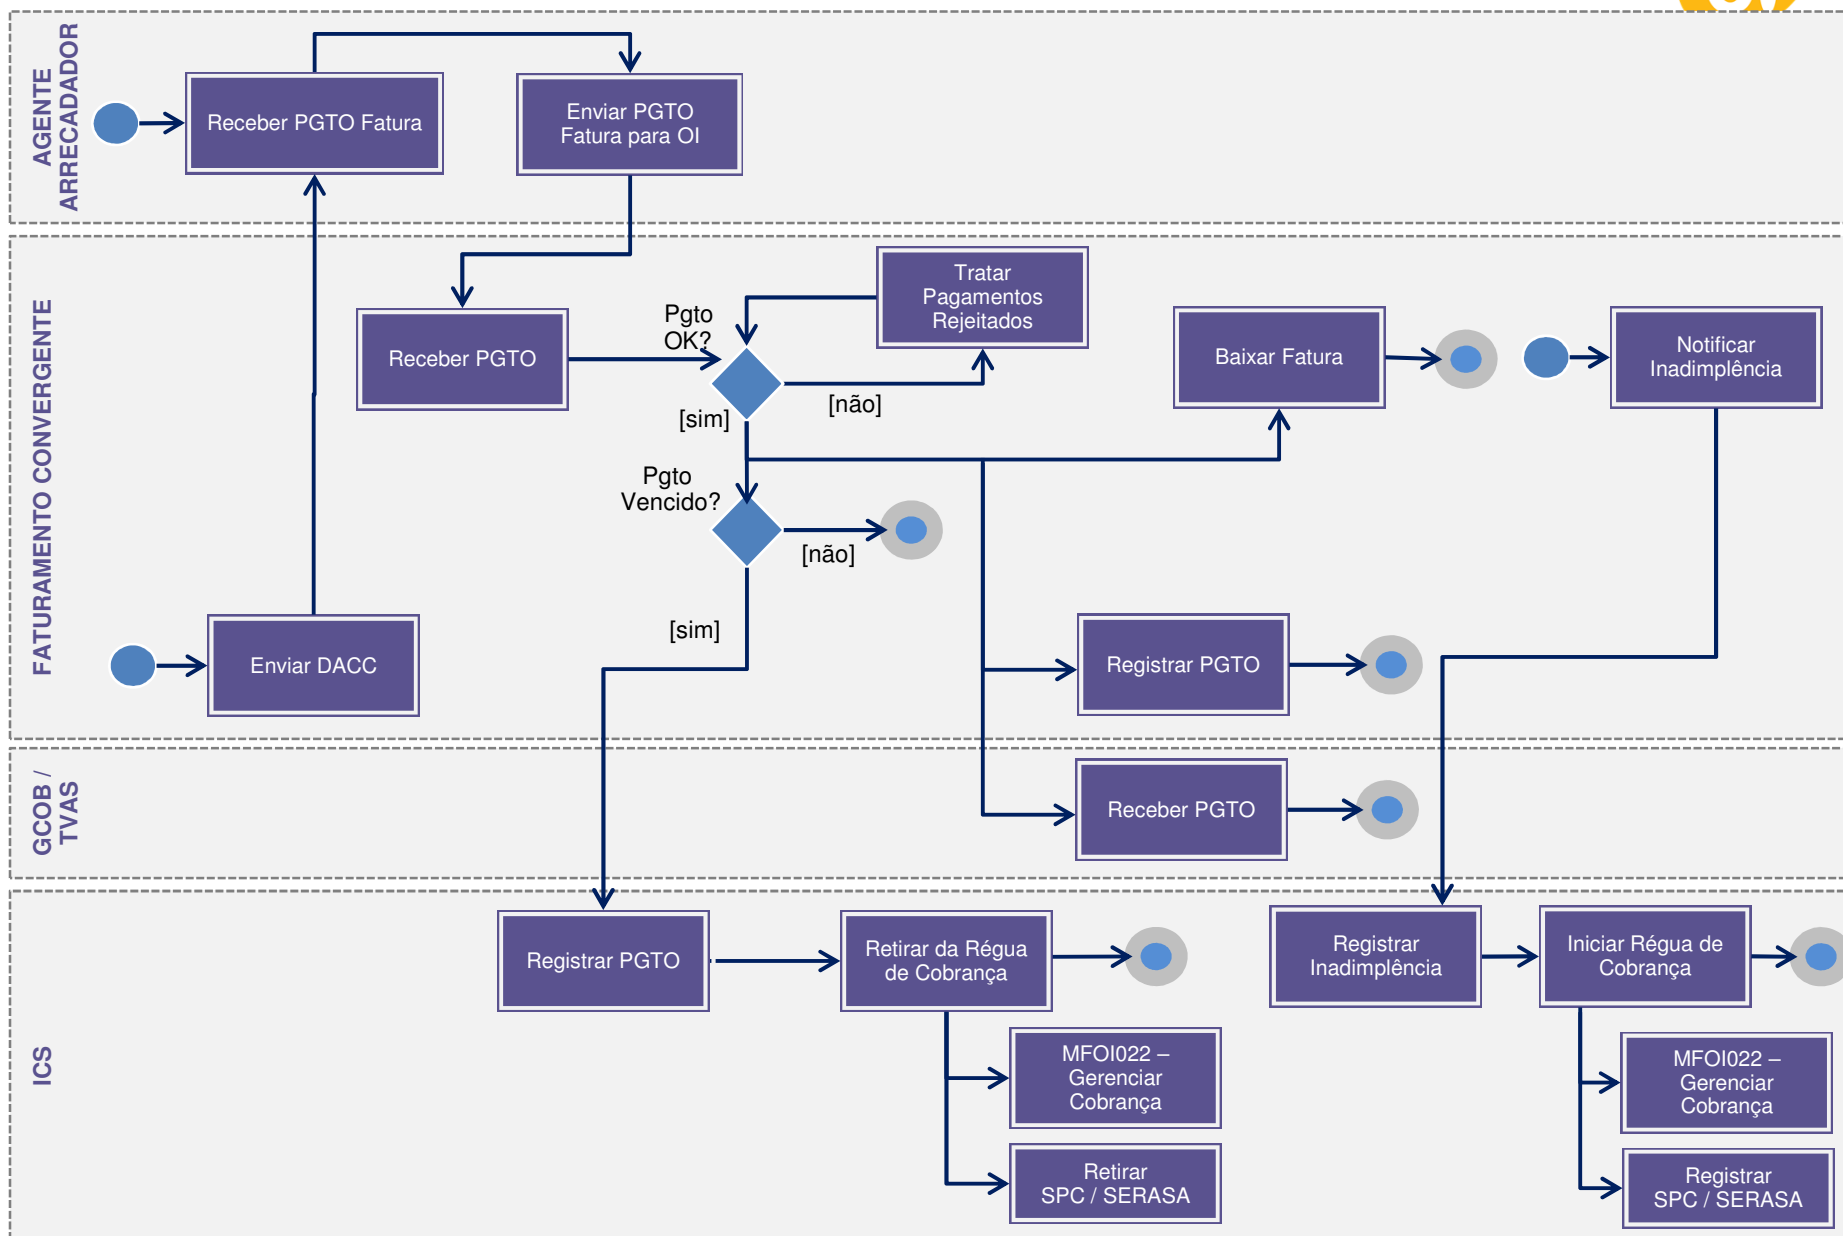 AGENTE
ARRECADADOR
Receber PGTO Fatura
Enviar PGTO
Fatura para OI
FATURAMENTO CONVERGENTE
Tratar
Pagamentos
Rejeitados
Pgto
OK?
Receber PGTO
[sim]
[não]
Baixar Fatura
Notificar
Inadimplência
Pgto
Vencido?
[não]
[sim]
Enviar DACC
Registrar PGTO
GCOB /
TVAS
Receber PGTO
ICS
Registrar PGTO
Retirar da Régua
de Cobrança
Registrar
Inadimplência
Iniciar Régua de
Cobrança
MFOI022 –
Gerenciar
Cobrança
MFOI022 –
Gerenciar
Cobrança
Retirar
SPC / SERASA
Registrar
SPC / SERASA